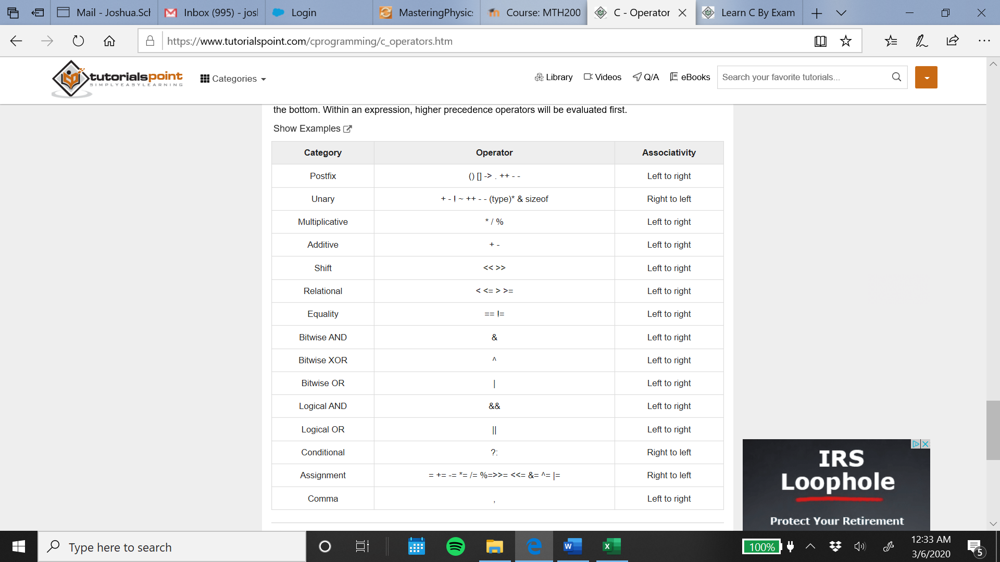 Mail - Joshua.Sch
Inbox (995) - josl
Login
MasteringPhysics
Course: MTH200
C - Operator
Learn C By Exam
https://www.tutorialspoint.com/cprogramming/c_operators.htm
tutorialspoint
SIMPLYEASYLEARNING
Categories
Library
Videos
Q/A
eBooks
Search your favorite tutorials...
the bottom. Within an expression, higher precedence operators will be evaluated first.
Show Examples
Category Operator Associativity
Postfix () [] -> . ++ - - Left to right
Unary + - ! ~ ++ - - (type)* & sizeof Right to left
Multiplicative * / % Left to right
Additive + - Left to right
Shift << >> Left to right
Relational < <= > >= Left to right
Equality == != Left to right
Bitwise AND & Left to right
Bitwise XOR ^ Left to right
Bitwise OR | Left to right
Logical AND && Left to right
Logical OR || Left to right
Conditional ?: Right to left
Assignment = += -= *= /= %=>>= <<= &= ^= |= Right to left
Comma , Left to right
IRS
Loophole
Protect Your Retirement
Type here to search
100%
12:33 AM
3/6/2020
5